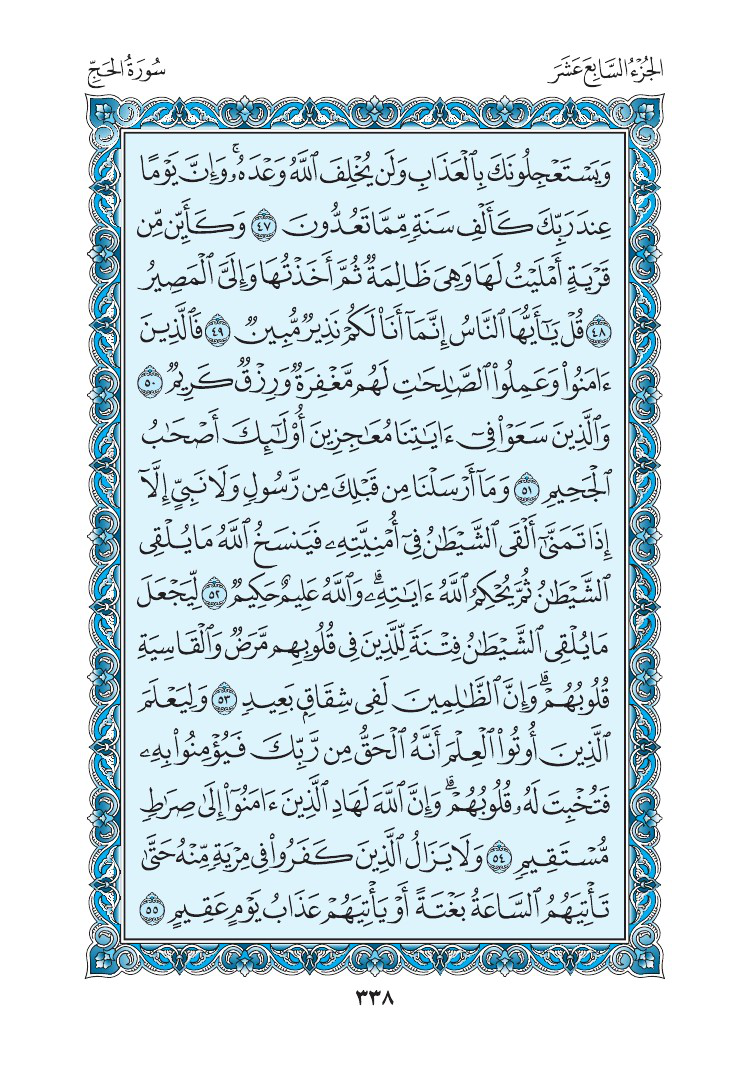 الجُزْءُ السَّابِعَ عَشَرَ
سُورَةُ الحَجِّ
وَيَسْتَعْجِلُونَكَ بِٱلْعَذَابِ وَلَن يُخْلِفَ ٱللَّهُ وَعْدَهُۥۚ وَإِنَّ يَوْمًا
عِندَ رَبِّكَ كَأَلْفِ سَنَةٖ مِّمَّا تَعُدُّونَ ٤٧ وَكَأَيِّن مِّن
قَرْيَةٍ أَمْلَيْتُ لَهَا وَهِيَ ظَالِمَةٞ ثُمَّ أَخَذْتُهَا وَإِلَيَّ ٱلْمَصِيرُ
٤٨ قُلْ يَٰٓأَيُّهَا ٱلنَّاسُ إِنَّمَآ أَنَا۠ لَكُمْ نَذِيرٞ مُّبِينٞ ٤٩ فَٱلَّذِينَ
ءَامَنُوا۟ وَعَمِلُوا۟ ٱلصَّٰلِحَٰتِ لَهُم مَّغْفِرَةٞ وَرِزْقٞ كَرِيمٞ ٥٠
وَٱلَّذِينَ سَعَوْا۟ فِيٓ ءَايَٰتِنَا مُعَٰجِزِينَ أُو۟لَٰٓئِكَ أَصْحَٰبُ
ٱلْجَحِيمِ ٥١ وَمَآ أَرْسَلْنَا مِن قَبْلِكَ مِن رَّسُولٖ وَلَا نَبِيٍّ إِلَّآ
إِذَا تَمَنَّىٰٓ أَلْقَى ٱلشَّيْطَٰنُ فِيٓ أُمْنِيَّتِهِۦ فَيَنسَخُ ٱللَّهُ مَا يُلْقِي
ٱلشَّيْطَٰنُ ثُمَّ يُحْكِمُ ٱللَّهُ ءَايَٰتِهِۦۗ وَٱللَّهُ عَلِيمٌ حَكِيمٞ ٥٢ لِّيَجْعَلَ
مَا يُلْقِي ٱلشَّيْطَٰنُ فِتْنَةٗ لِّلَّذِينَ فِي قُلُوبِهِم مَّرَضٞ وَٱلْقَاسِيَةِ
قُلُوبُهُمْۗ وَإِنَّ ٱلظَّٰلِمِينَ لَفِي شِقَاقِۭ بَعِيدٖ ٥٣ وَلِيَعْلَمَ
ٱلَّذِينَ أُوتُوا۟ ٱلْعِلْمَ أَنَّهُ ٱلْحَقُّ مِن رَّبِّكَ فَيُؤْمِنُوا۟ بِهِۦ
فَتُخْبِتَ لَهُۥ قُلُوبُهُمْۗ وَإِنَّ ٱللَّهَ لَهَادِ ٱلَّذِينَ ءَامَنُوٓا۟ إِلَىٰ صِرَٰطٖ
مُّسْتَقِيمٖ ٥٤ وَلَا يَزَالُ ٱلَّذِينَ كَفَرُوا۟ فِي مِرْيَةٖ مِّنْهُ حَتَّىٰ
تَأْتِيَهُمُ ٱلسَّاعَةُ بَغْتَةً أَوْ يَأْتِيَهُمْ عَذَابُ يَوْمٍ عَقِيمٍ ٥٥
٣٣٨